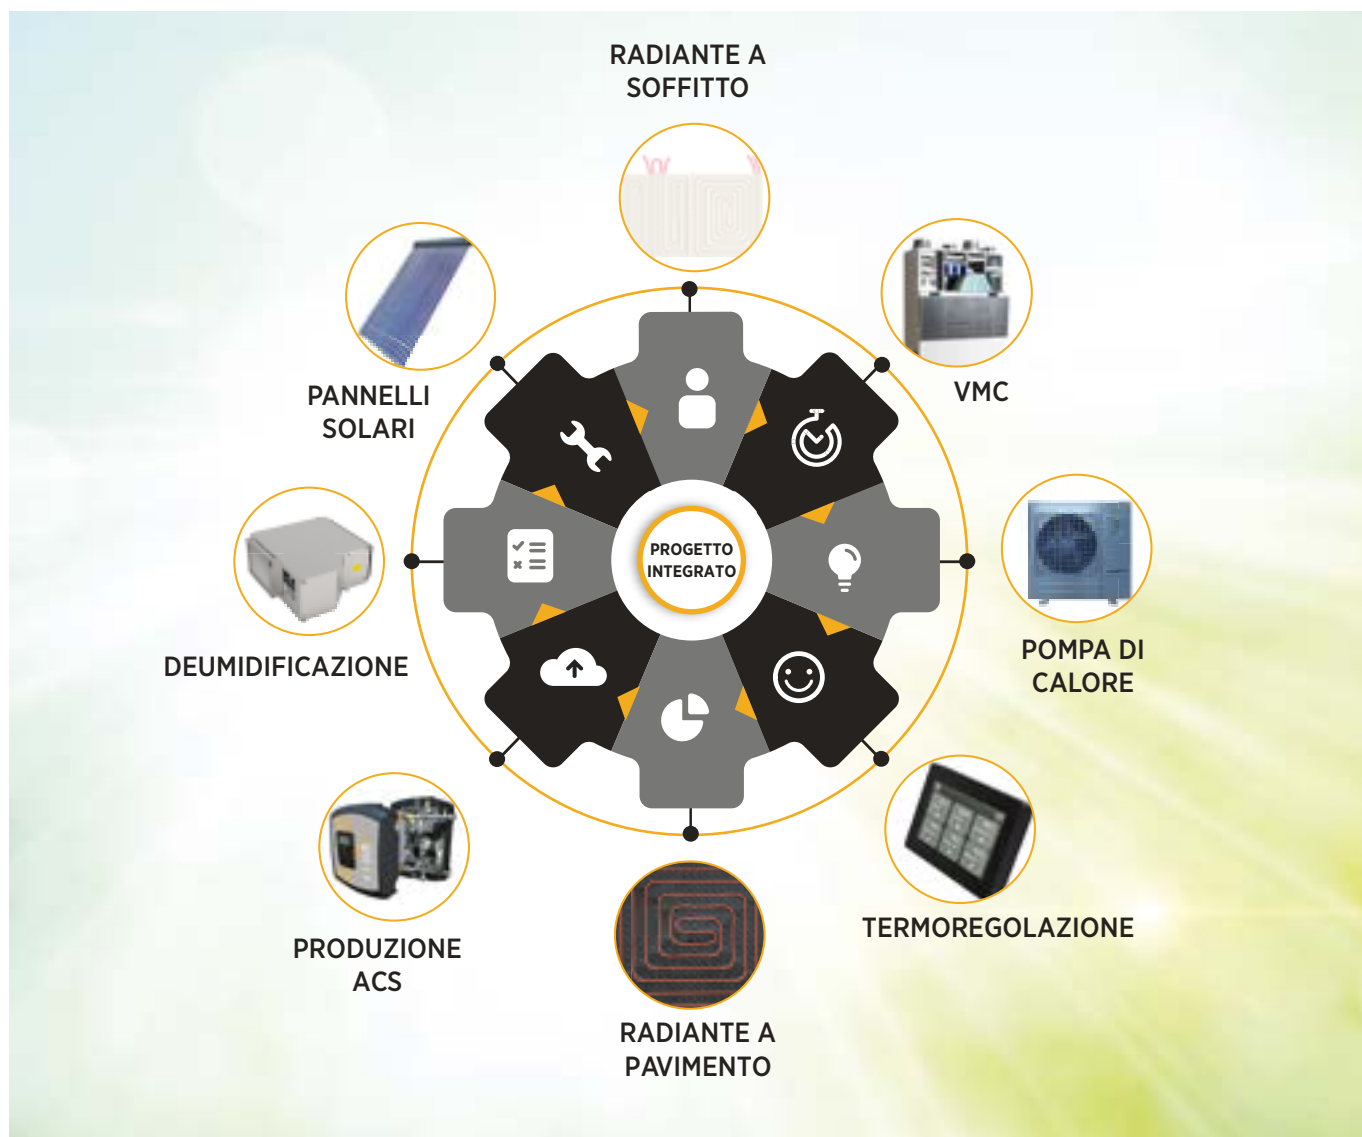 RADIANTE A
SOFFITTO
PANNELLI
SOLARI
VMC
PROGETTO
INTEGRATO
DEUMIDIFICAZIONE
POMPA DI
CALORE
PRODUZIONE
ACS
TERMOREGOLAZIONE
RADIANTE A
PAVIMENTO